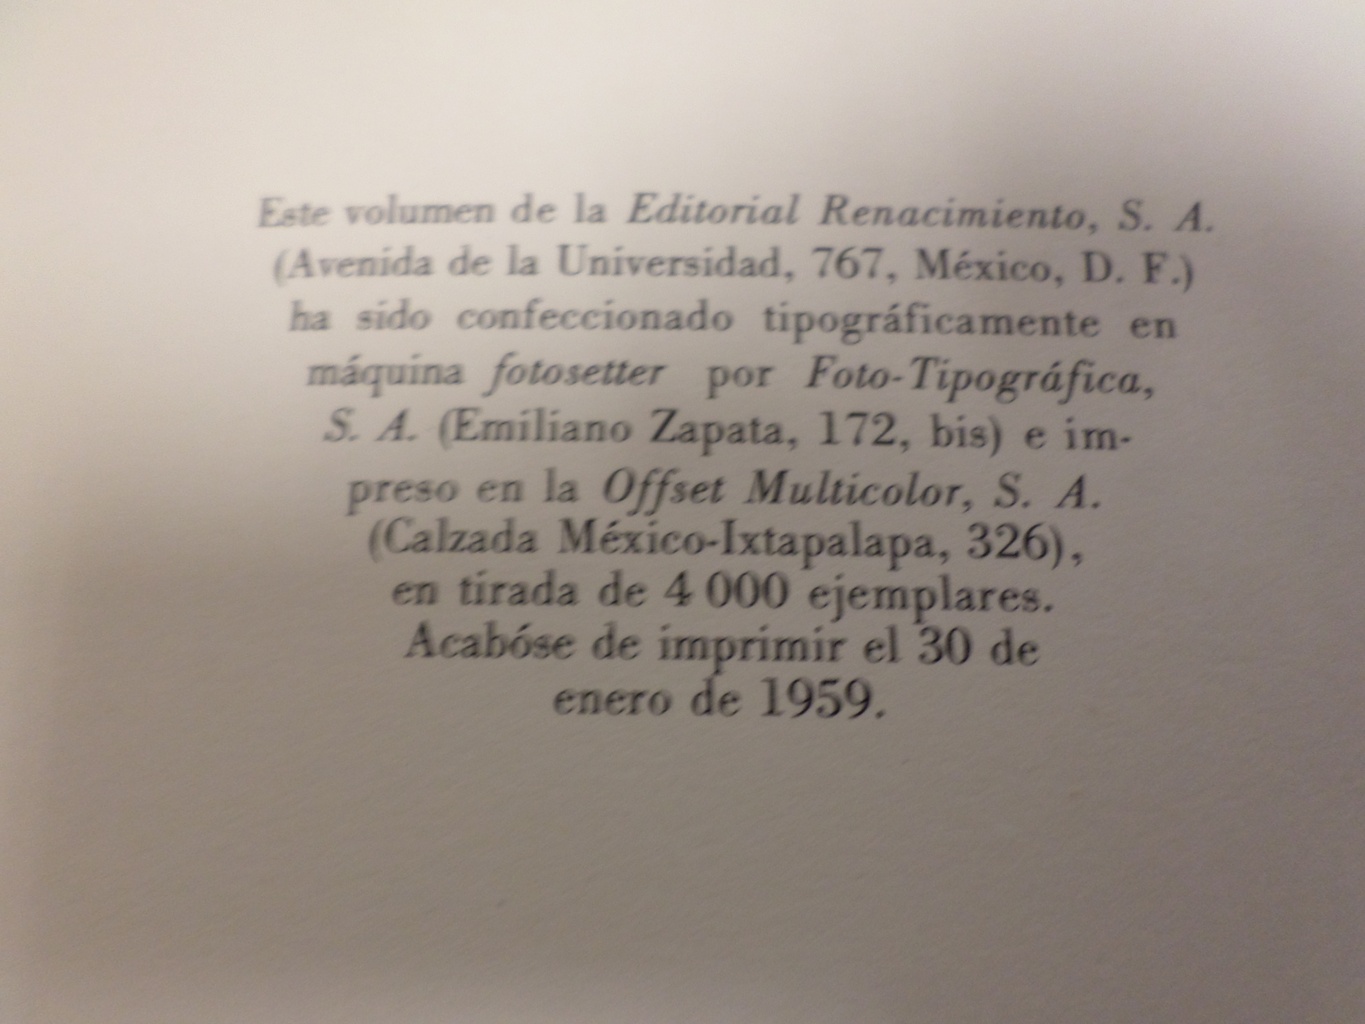 Este volumen de la Editorial Renacimiento, S. A.
(Avenida de la Universidad, 767, México, D. F.)
ha sido confeccionado tipográficamente en
máquina fotosetter por Foto-Tipográfica,
S. A. (Emiliano Zapata, 172, bis) e im-
preso en la Offset Multicolor, S. A.
(Calzada México-Ixtapalapa, 326),
en tirada de 4 000 ejemplares.
Acabóse de imprimir el 30 de
enero de 1959.